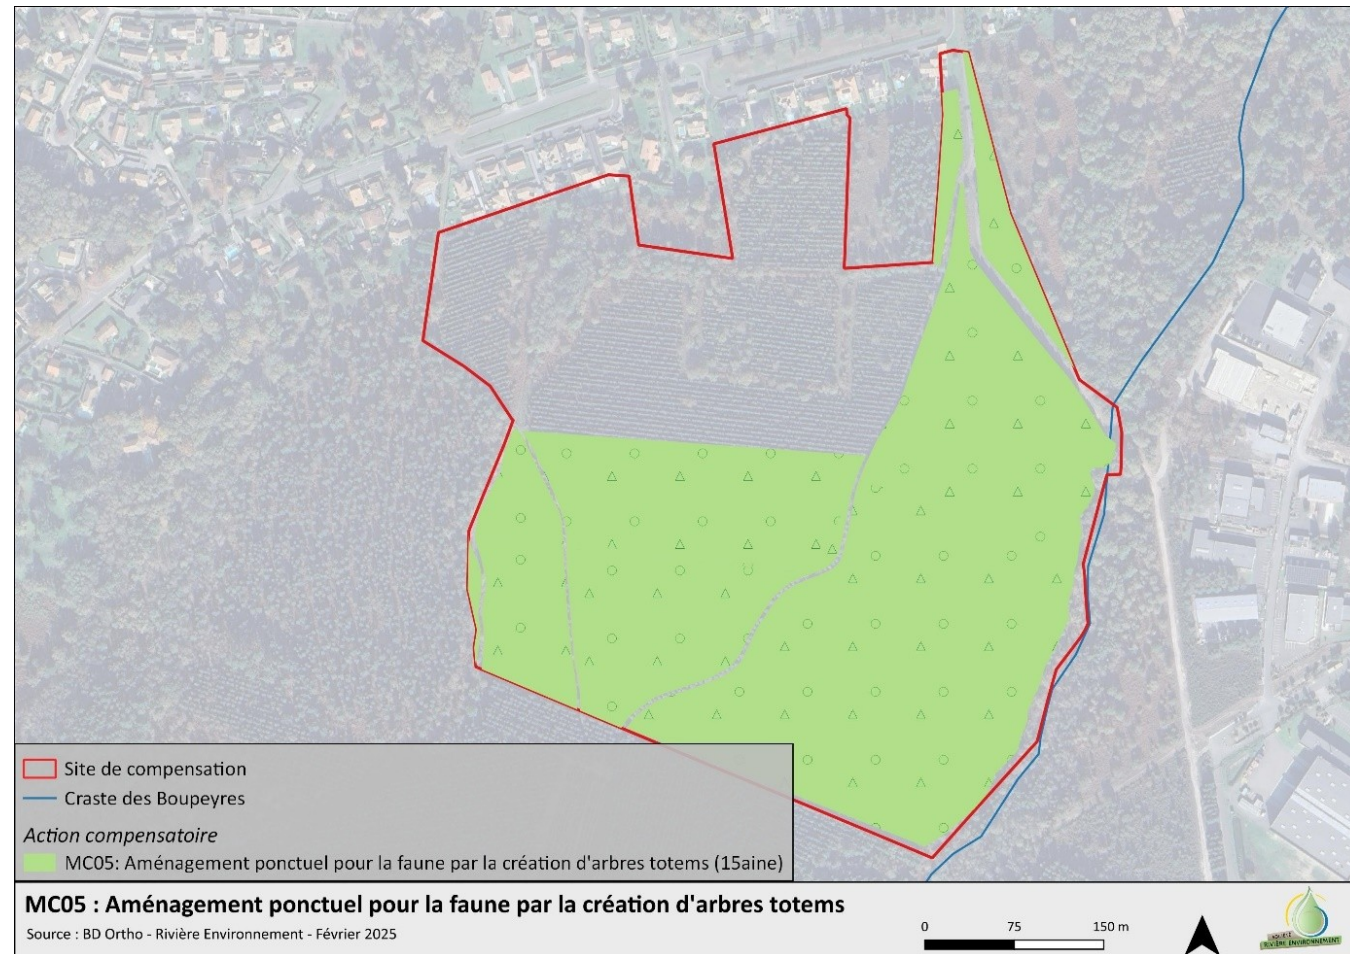 Site de compensation
Craste des Boupeyres
Action compensatoire
MC05: Aménagement ponctuel pour la faune par la création d'arbres totems (15aine)
MC05 : Aménagement ponctuel pour la faune par la création d'arbres totems
Source : BD Ortho - Rivière Environnement - Février 2025
0 75 150 m
RIVIÈRE ENVIRONNEMENT